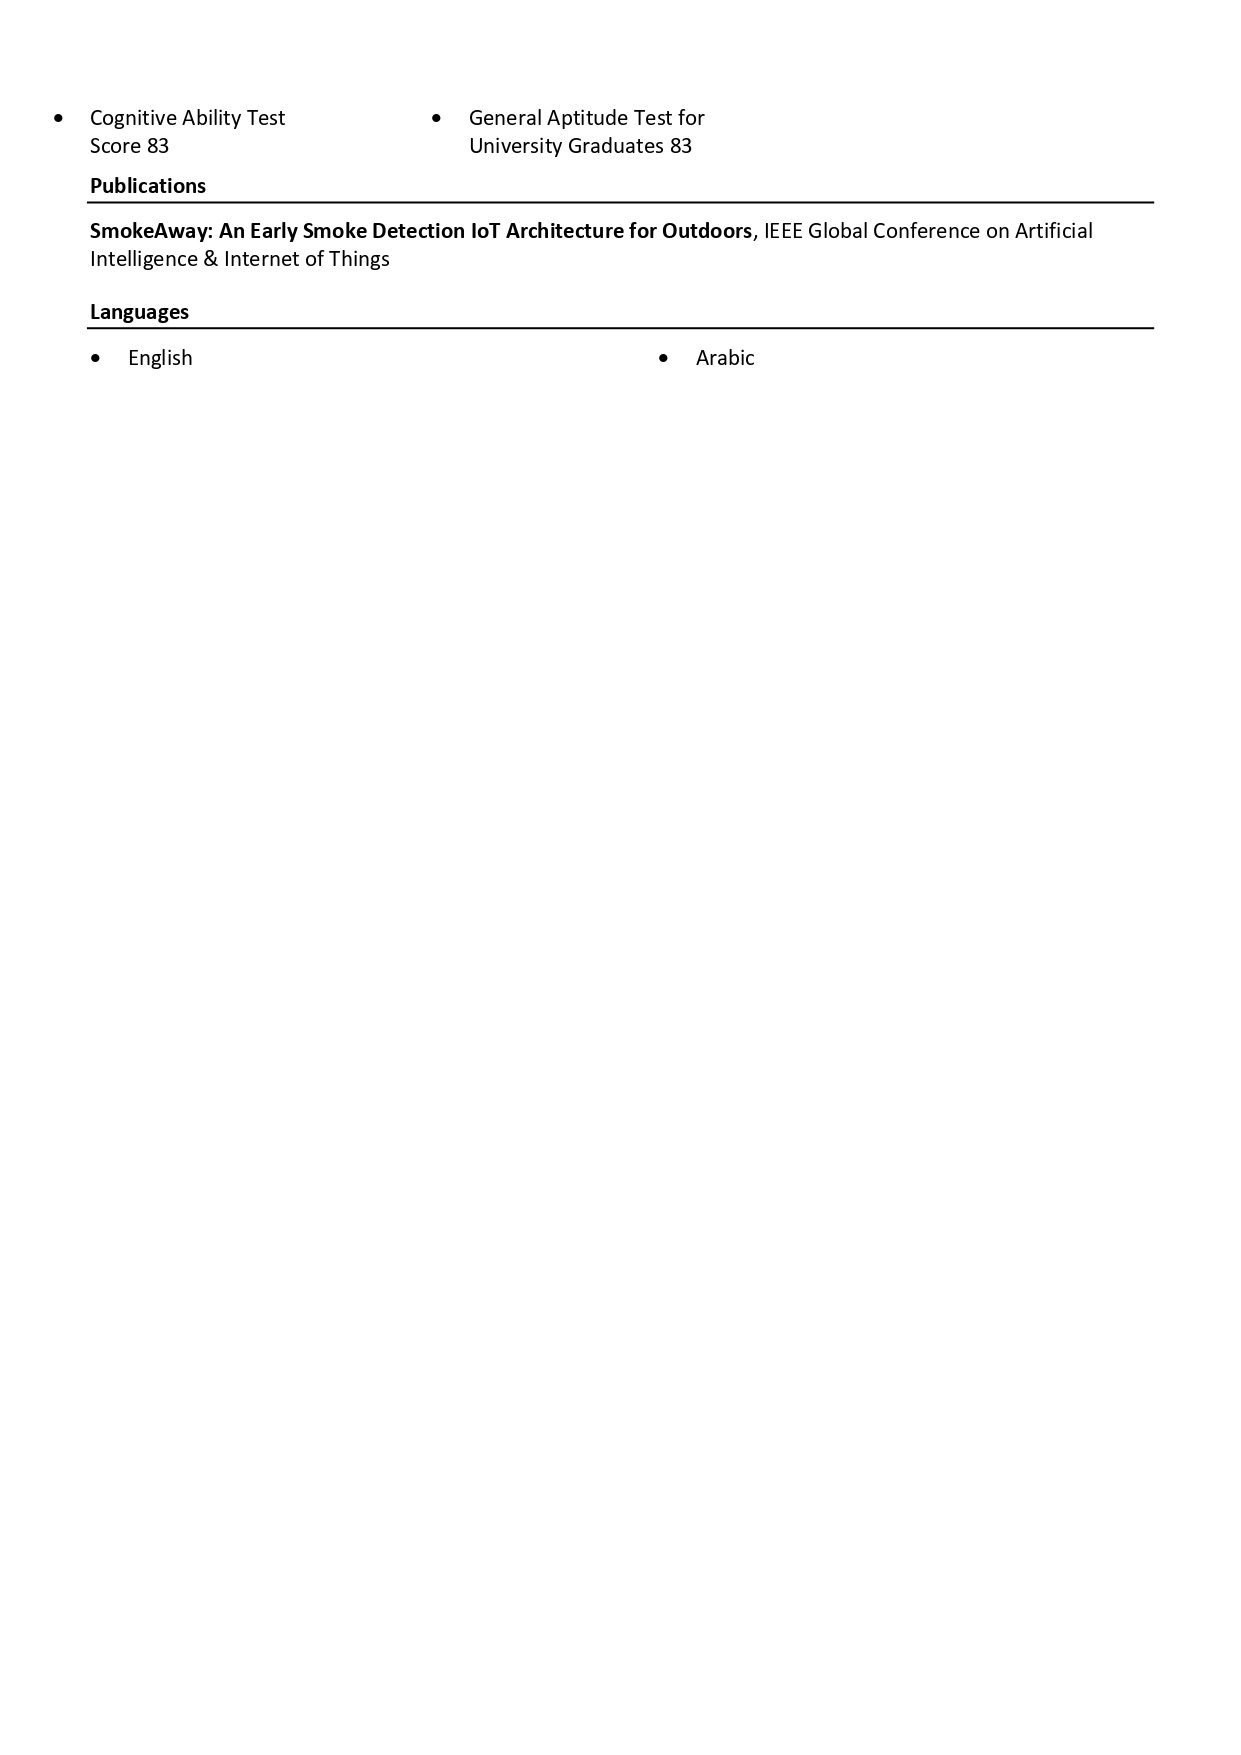 • Cognitive Ability Test
Score 83
• General Aptitude Test for
University Graduates 83
Publications
SmokeAway: An Early Smoke Detection IoT Architecture for Outdoors, IEEE Global Conference on Artificial
Intelligence & Internet of Things
Languages
• English
• Arabic